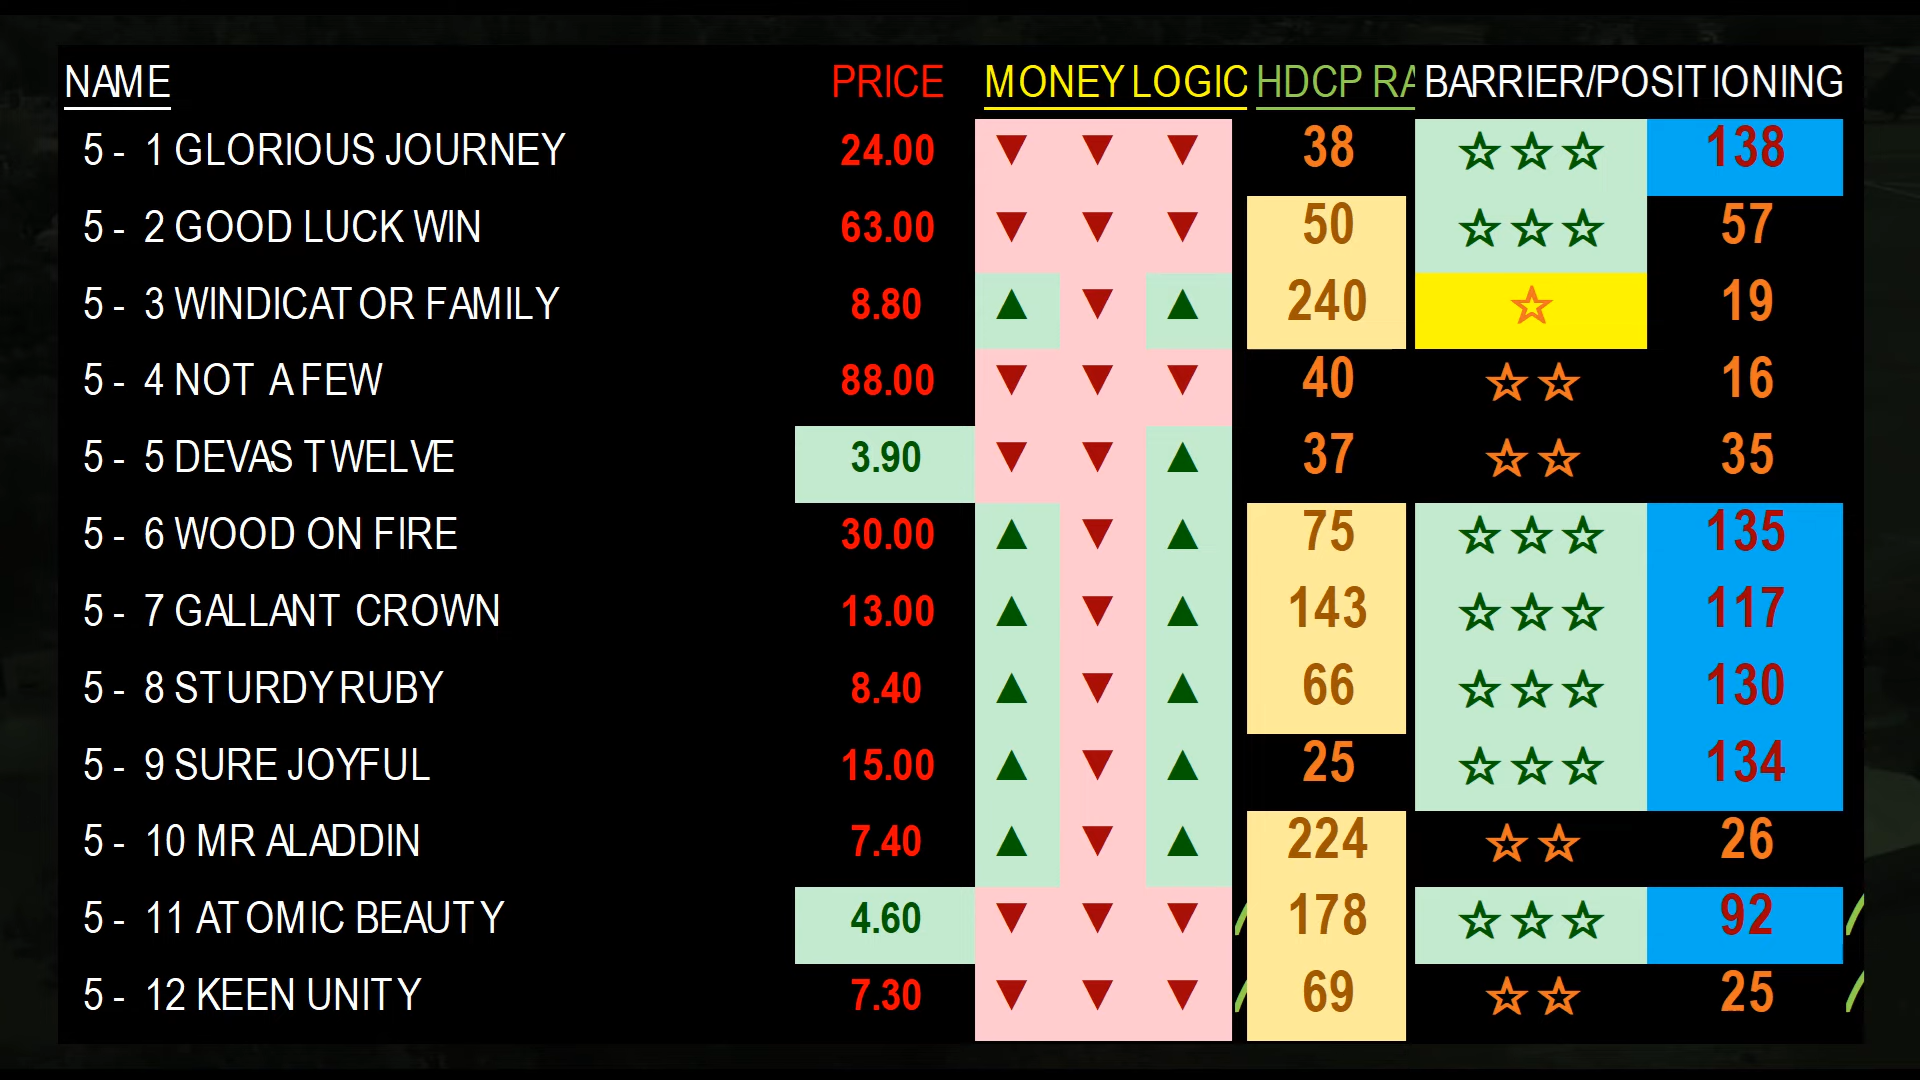 NAME PRICE MONEY LOGIC HDCP RA BARRIER/POSITIONING
5 - 1 GLORIOUS JOURNEY 24.00 ▼ ▼ ▼ 38 ☆☆☆ 138
5 - 2 GOOD LUCK WIN 63.00 ▼ ▼ ▼ 50 ☆☆☆ 57
5 - 3 WINDICATOR FAMILY 8.80 ▲ ▼ ▲ 240 ☆ 19
5 - 4 NOT A FEW 88.00 ▼ ▼ ▼ 40 ☆☆ 16
5 - 5 DEVAS TWELVE 3.90 ▼ ▼ ▲ 37 ☆☆ 35
5 - 6 WOOD ON FIRE 30.00 ▲ ▼ ▲ 75 ☆☆☆ 135
5 - 7 GALLANT CROWN 13.00 ▲ ▼ ▲ 143 ☆☆☆ 117
5 - 8 STURDY RUBY 8.40 ▲ ▼ ▲ 66 ☆☆☆ 130
5 - 9 SURE JOYFUL 15.00 ▲ ▼ ▲ 25 ☆☆☆ 134
5 - 10 MR ALADDIN 7.40 ▲ ▼ ▲ 224 ☆☆ 26
5 - 11 ATOMIC BEAUTY 4.60 ▼ ▼ ▼ 178 ☆☆☆ 92
5 - 12 KEEN UNITY 7.30 ▼ ▼ ▼ 69 ☆☆ 25